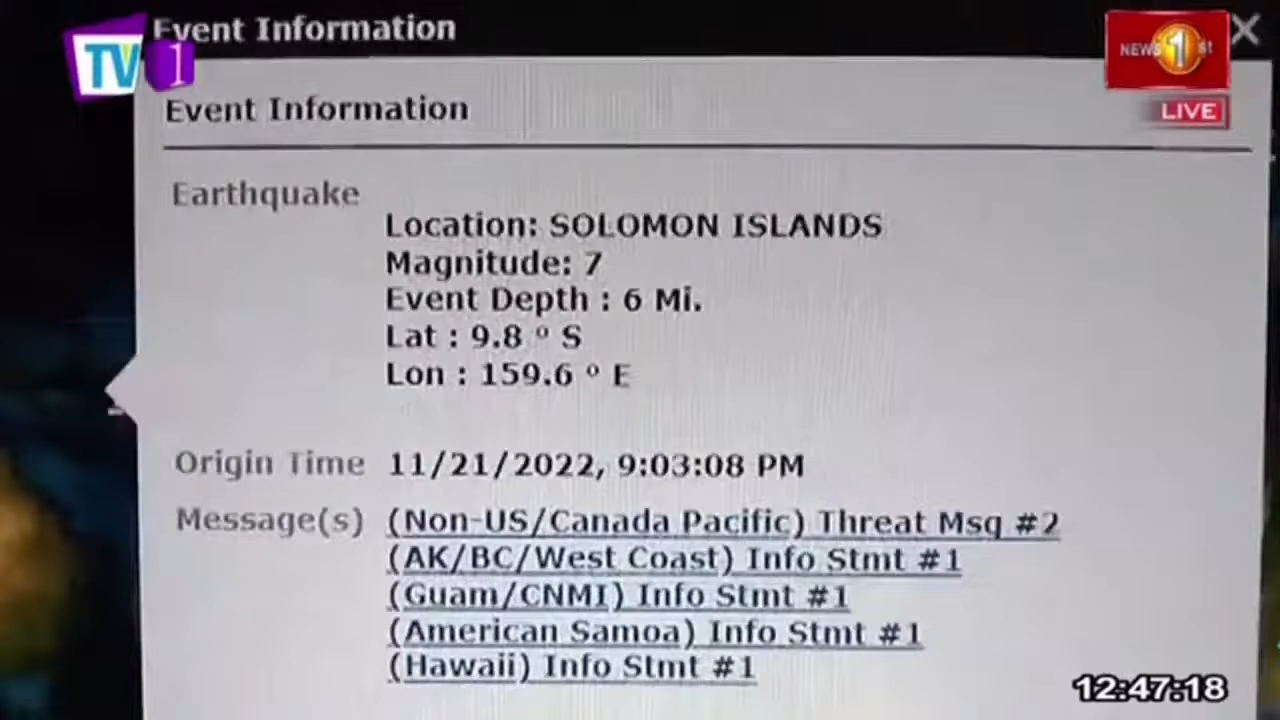 Event Information
TV1
NEWS 1st
LIVE
Event Information
Earthquake
Location: SOLOMON ISLANDS
Magnitude: 7
Event Depth : 6 Mi.
Lat : 9.8 º S
Lon : 159.6 º E
Origin Time 11/21/2022, 9:03:08 PM
Message(s) (Non-US/Canada Pacific) Threat Msg #2
(AK/BC/West Coast) Info Stmt #1
(Guam/CNMI) Info Stmt #1
(American Samoa) Info Stmt #1
(Hawaii) Info Stmt #1
12:47:18